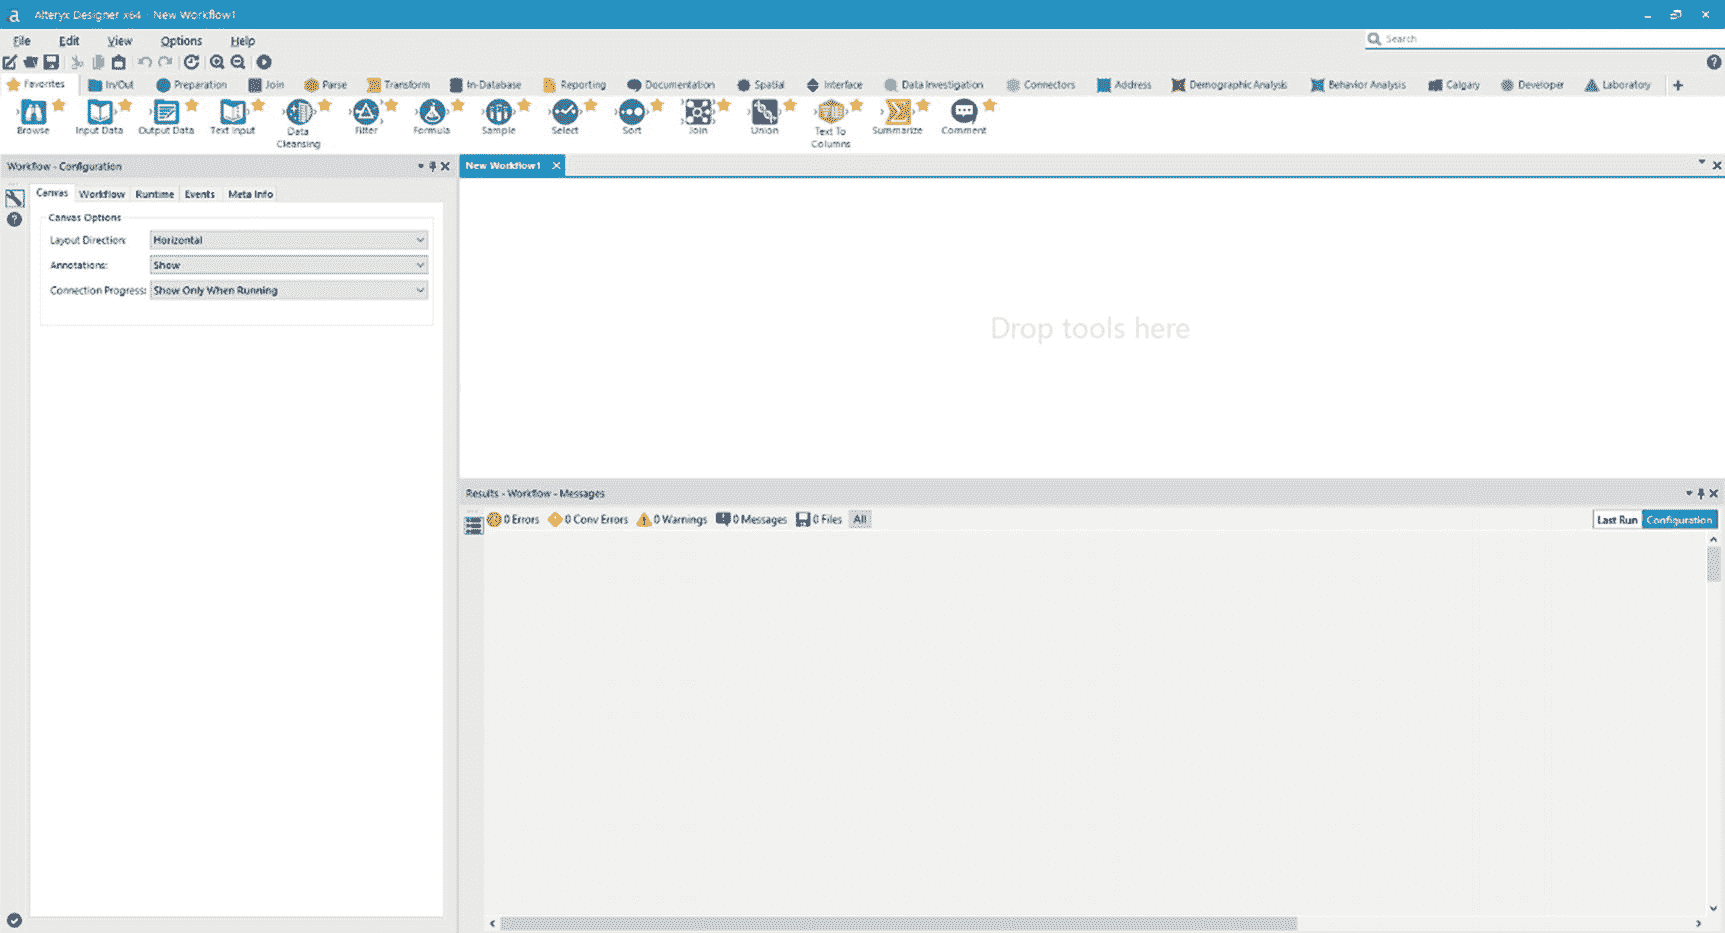 a Alteryx Designer x64 - New Workflow1
File Edit View Options Help
Search
Favorites In/Out Preparation Join Parse Transform In-Database Reporting Documentation Spatial Interface Data Investigation Connectors Address Demographic Analysis Behavior Analysis Calgary Developer Laboratory +
Browse Input Data Output Data Text Input Data Cleansing Filter Formula Sample Select Sort Join Union Text To Columns Summarize Comment
Workflow - Configuration
New Workflow1
Canvas Workflow Runtime Events Meta Info
Canvas Options
Layout Direction: Horizontal
Annotations: Show
Connection Progress: Show Only When Running
Drop tools here
Results - Workflow - Messages
0 Errors 0 Conv Errors 0 Warnings 0 Messages 0 Files All Last Run Configuration